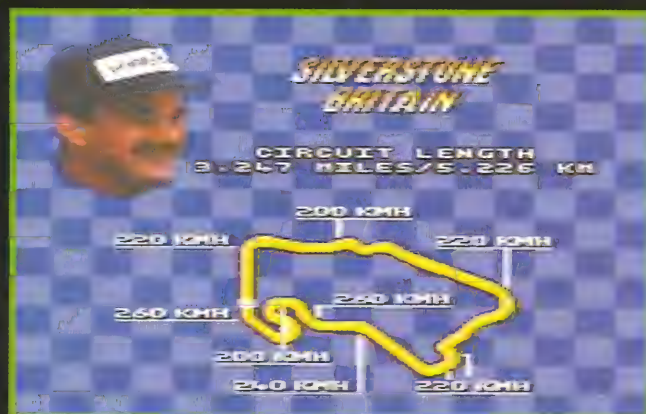 SILVERSTONE
BRITAIN
CIRCUIT LENGTH
3.247 MILES/5.226 KM
200 KMH
220 KMH 220 KMH
260 KMH 260 KMH
200 KMH
240 KMH 220 KMH